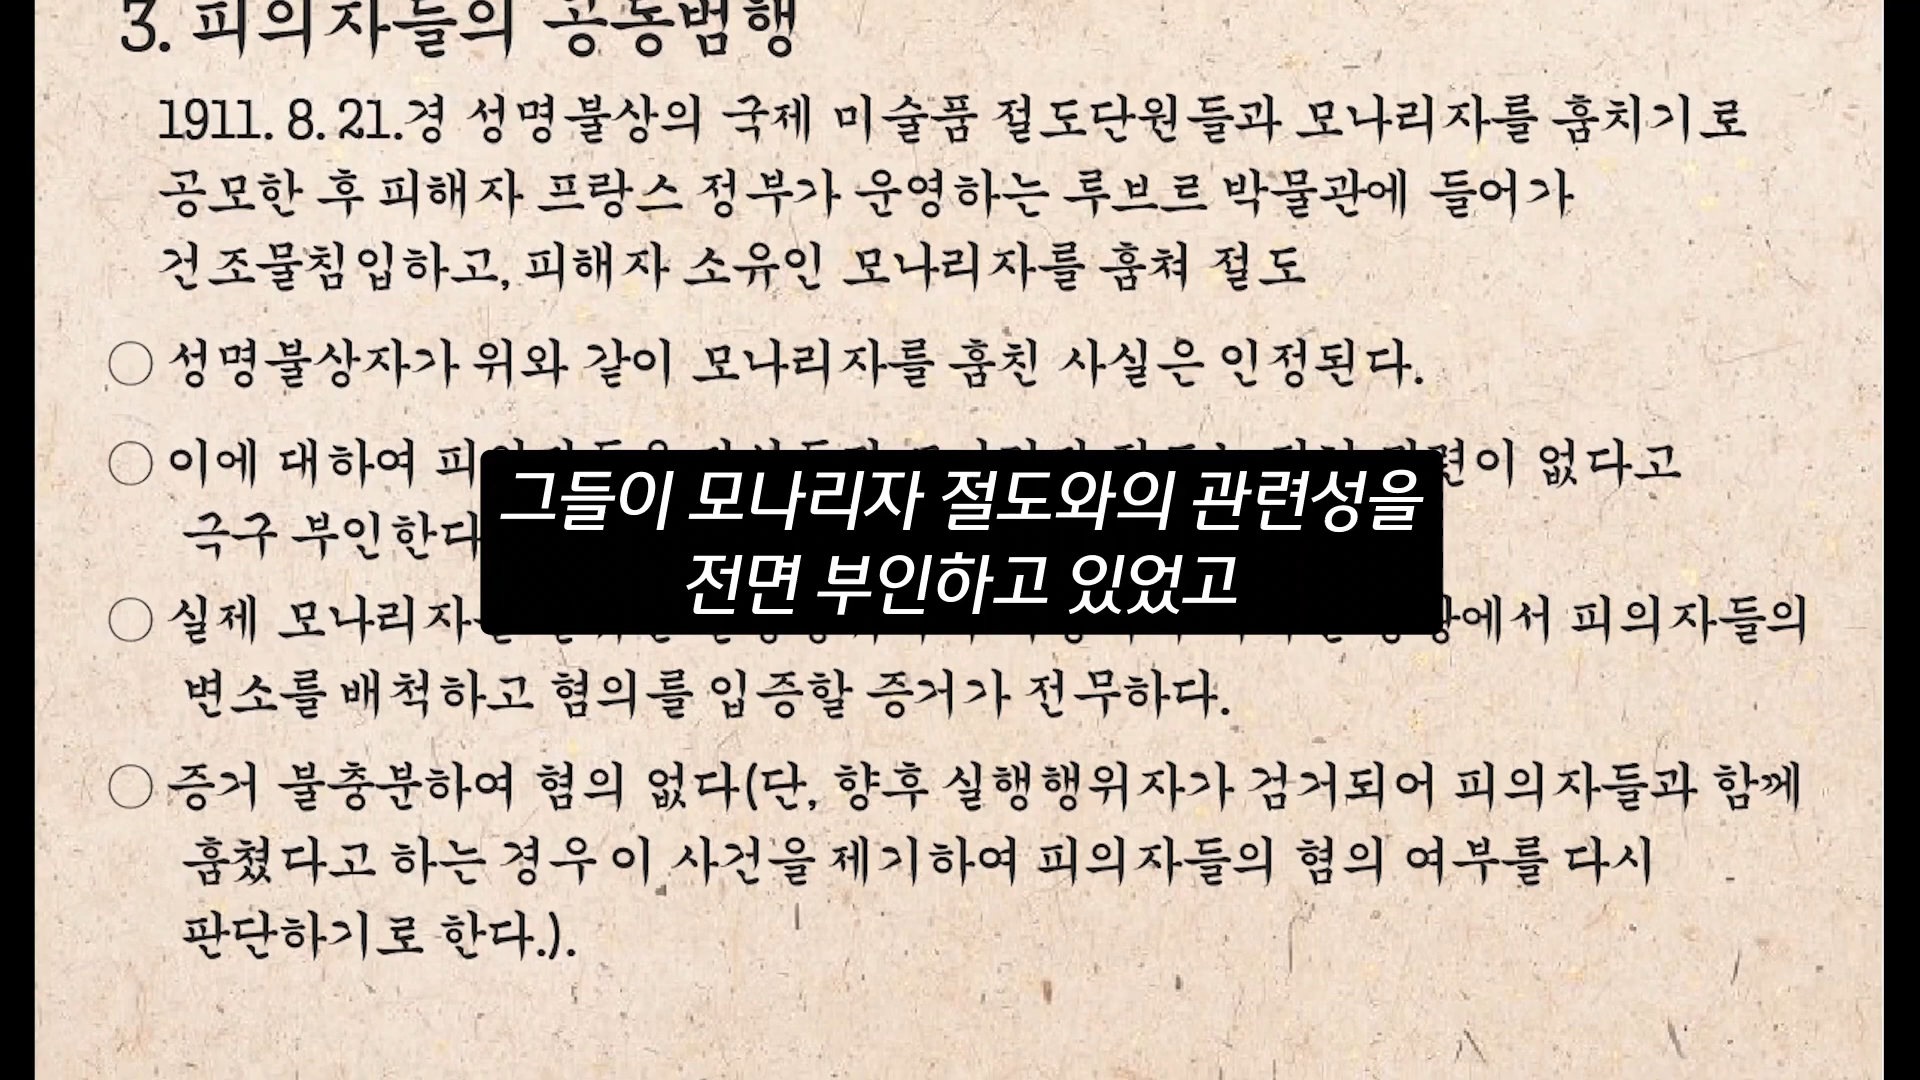 3. 피의자들의 공동범행
1911. 8. 21.경 성명불상의 국제 미술품 절도단원들과 모나리자를 훔치기로
공모한 후 피해자 프랑스 정부가 운영하는 루브르 박물관에 들어가
건조물침입하고, 피해자 소유인 모나리자를 훔쳐 절도
○ 성명불상자가 위와 같이 모나리자를 훔친 사실은 인정된다.
○ 이에 대하여 없다고
극구 부인한다
그들이 모나리자 절도와의 관련성을
전면 부인하고 있었고
○ 실제 피의자들의
변소를 배척하고 혐의를 입증할 증거가 전무하다.
○ 증거 불충분하여 혐의 없다(단, 향후 실행행위자가 검거되어 피의자들과 함께
훔쳤다고 하는 경우 이 사건을 제기하여 피의자들의 혐의 여부를 다시
판단하기로 한다.).